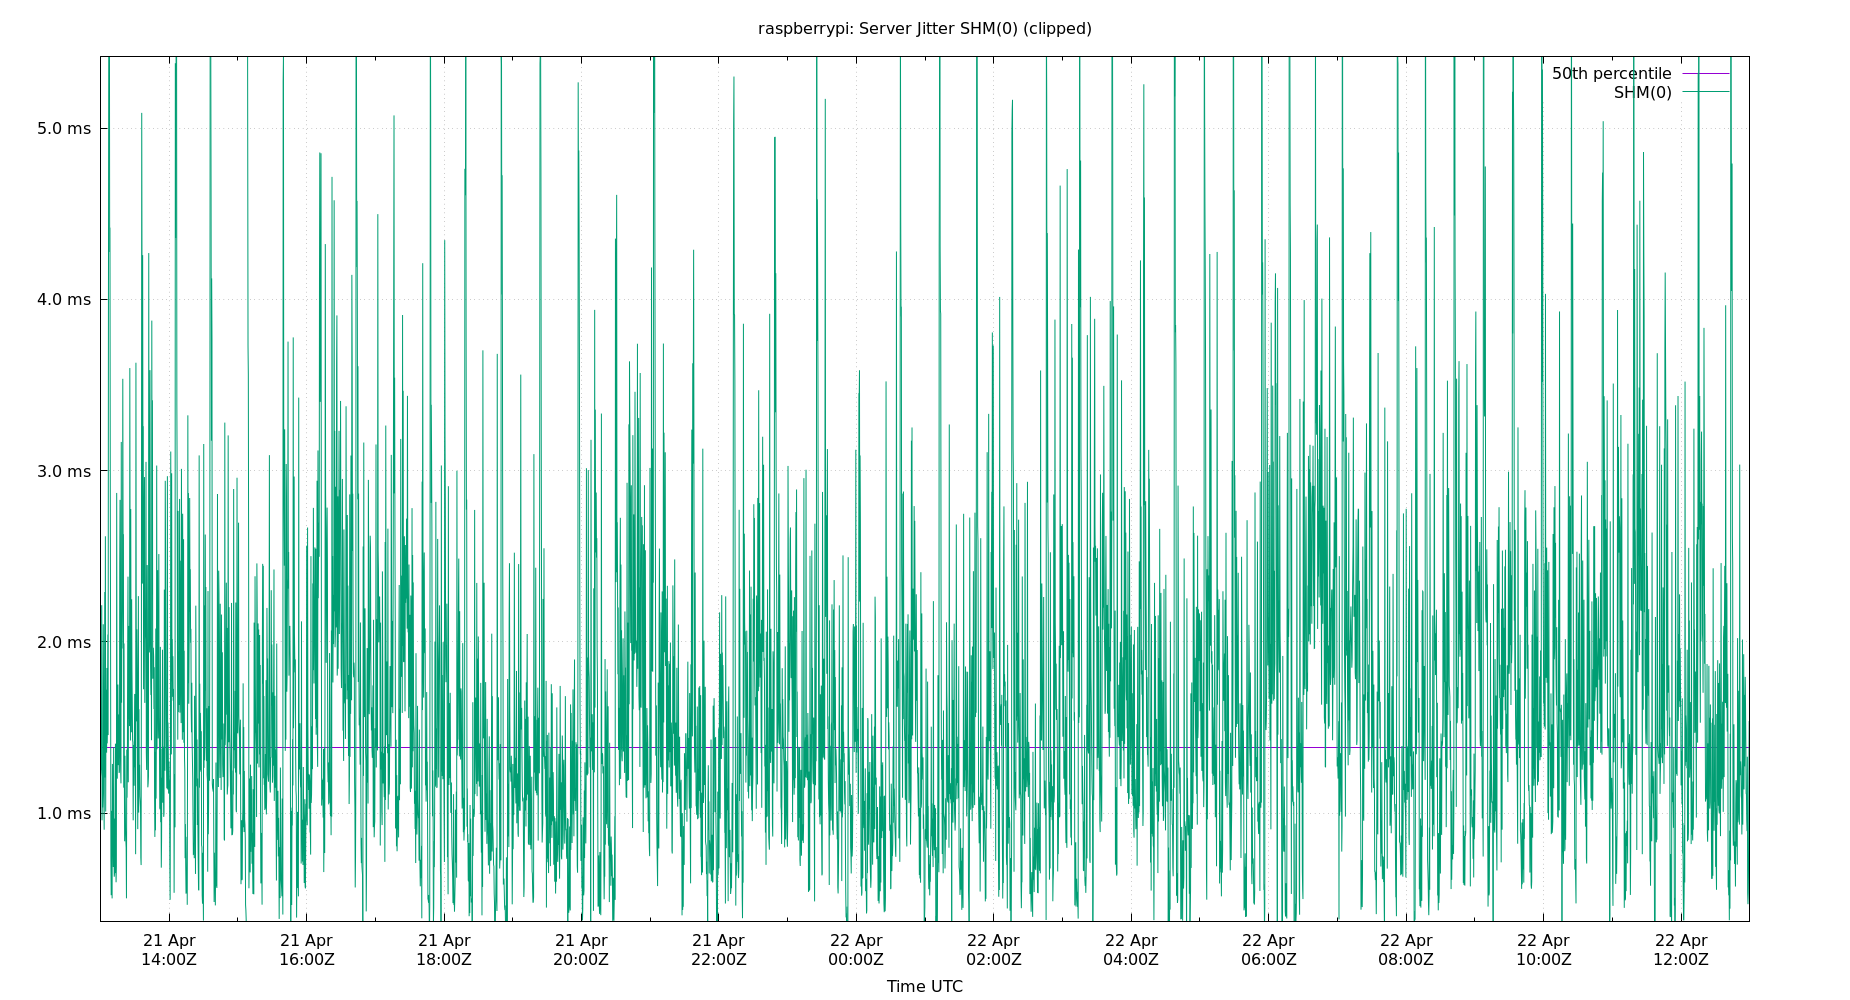 raspberrypi: Server Jitter SHM(0) (clipped)
50th percentile
SHM(0)
5.0 ms
4.0 ms
3.0 ms
2.0 ms
1.0 ms
21 Apr 21 Apr 21 Apr 21 Apr 21 Apr 22 Apr 22 Apr 22 Apr 22 Apr 22 Apr 22 Apr 22 Apr
14:00Z 16:00Z 18:00Z 20:00Z 22:00Z 00:00Z 02:00Z 04:00Z 06:00Z 08:00Z 10:00Z 12:00Z
Time UTC